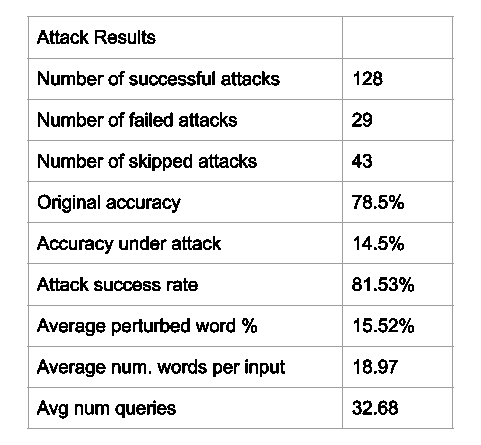 Attack Results
Number of successful attacks 128
Number of failed attacks 29
Number of skipped attacks 43
Original accuracy 78.5%
Accuracy under attack 14.5%
Attack success rate 81.53%
Average perturbed word % 15.52%
Average num. words per input 18.97
Avg num queries 32.68